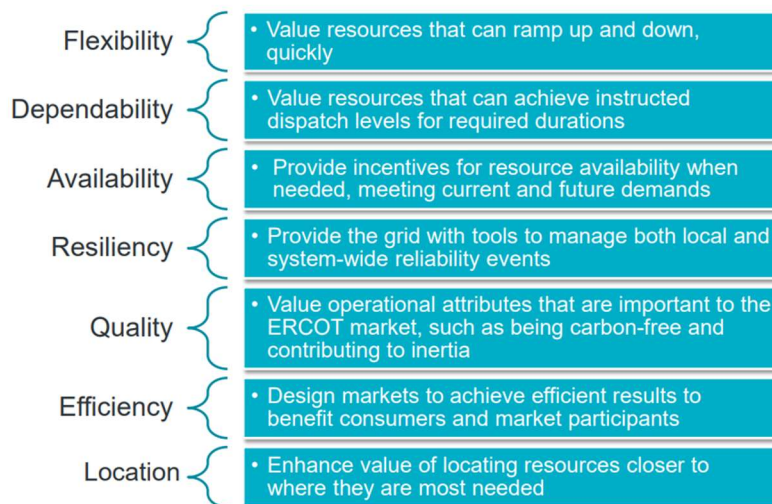 Flexibility
• Value resources that can ramp up and down,
quickly
Dependability
• Value resources that can achieve instructed
dispatch levels for required durations
Availability
• Provide incentives for resource availability when
needed, meeting current and future demands
Resiliency
• Provide the grid with tools to manage both local and
system-wide reliability events
Quality
• Value operational attributes that are important to the
ERCOT market, such as being carbon-free and
contributing to inertia
Efficiency
• Design markets to achieve efficient results to
benefit consumers and market participants
Location
• Enhance value of locating resources closer to
where they are most needed